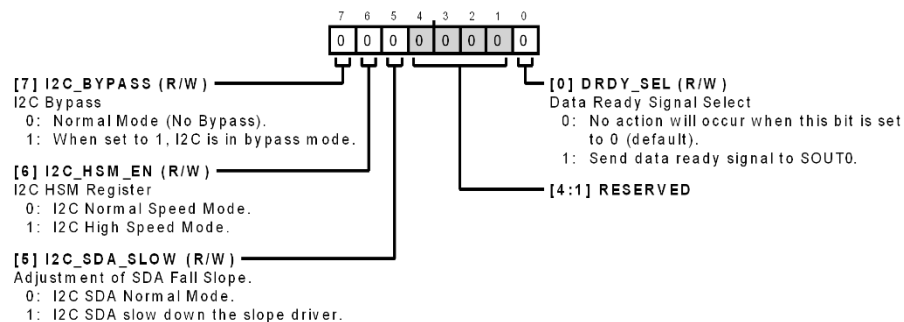 7 6 5 4 3 2 1 0
0 0 0 0 0 0 0 0
[7] I2C_BYPASS (R/W)
I2C Bypass
0: Normal Mode (No Bypass).
1: When set to 1, I2C is in bypass mode.
[6] I2C_HSM_EN (R/W)
I2C HSM Register
0: I2C Normal Speed Mode.
1: I2C High Speed Mode.
[5] I2C_SDA_SLOW (R/W)
Adjustment of SDA Fall Slope.
0: I2C SDA Normal Mode.
1: I2C SDA slow down the slope driver.
[0] DRDY_SEL (R/W)
Data Ready Signal Select
0: No action will occur when this bit is set
to 0 (default).
1: Send data ready signal to SOUT0.
[4:1] RESERVED